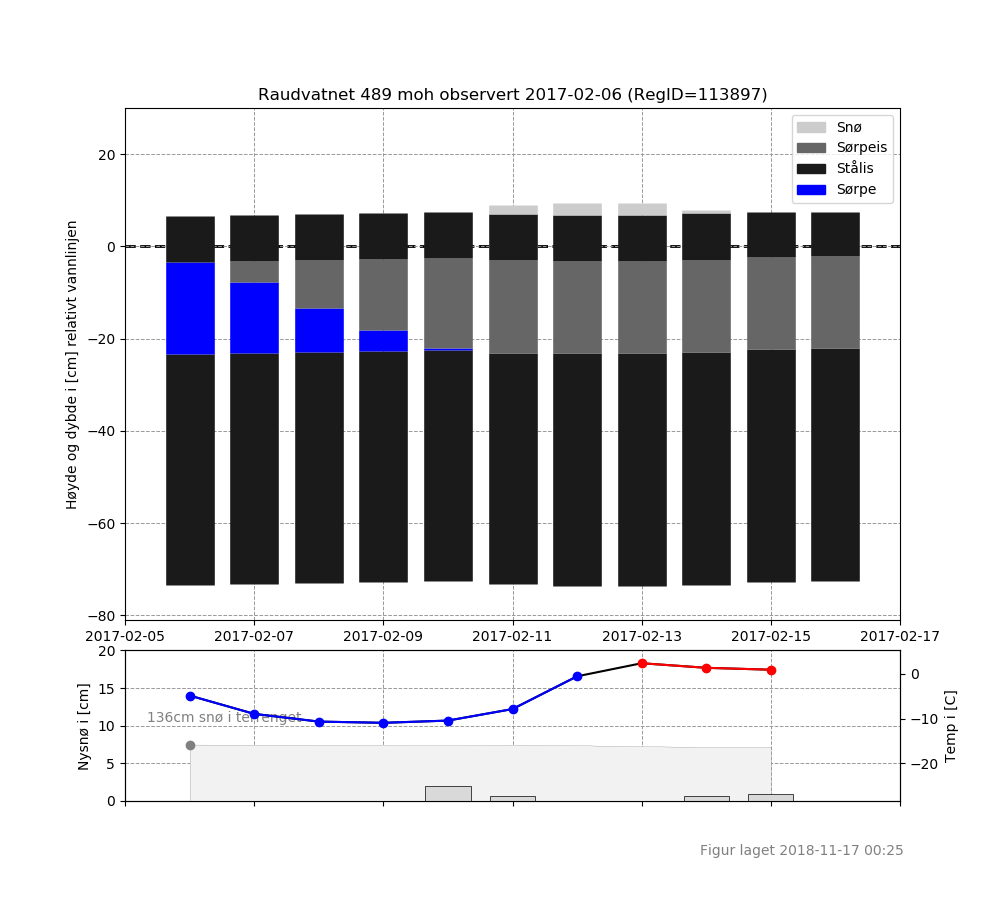 Raudvatnet 489 moh observert 2017-02-06 (RegID=113897)
Snø
Sørpeis
Stålis
Sørpe
Høyde og dybde i [cm] relativt vannlinjen
20
0
−20
−40
−60
−80
2017-02-05 2017-02-07 2017-02-09 2017-02-11 2017-02-13 2017-02-15 2017-02-17
Nysnø i [cm]
20
15
10
5
0
136cm snø i terrenget
0
−10
−20
Temp i [C]
Figur laget 2018-11-17 00:25